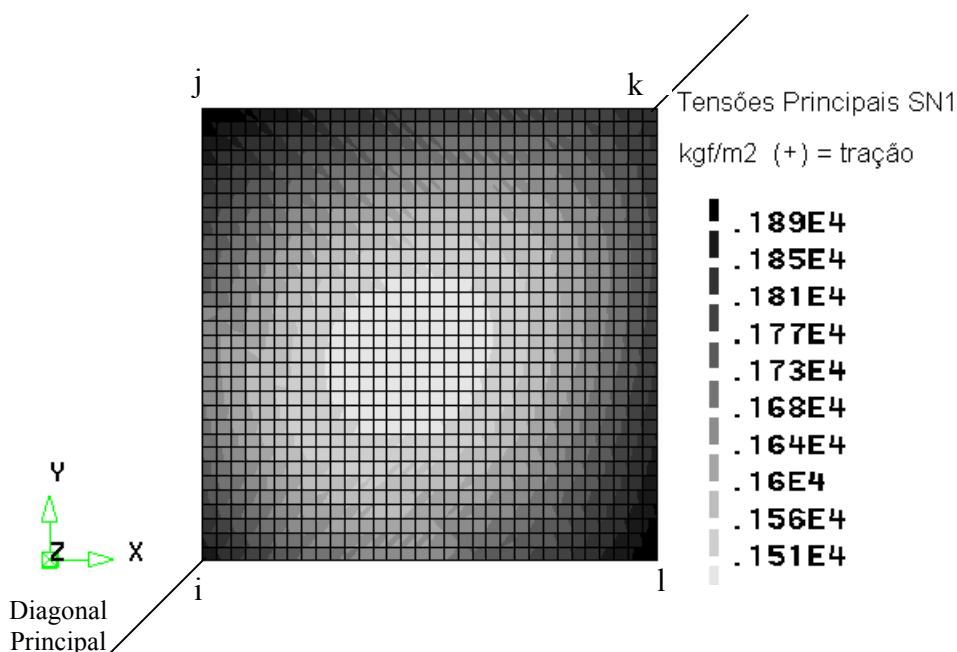 j
k
Tensões Principais SN1
kgf/m2 (+) = tração
.189E4
.185E4
.181E4
.177E4
.173E4
.168E4
.164E4
.16E4
.156E4
.151E4
Y
Z
X
i
l
Diagonal
Principal